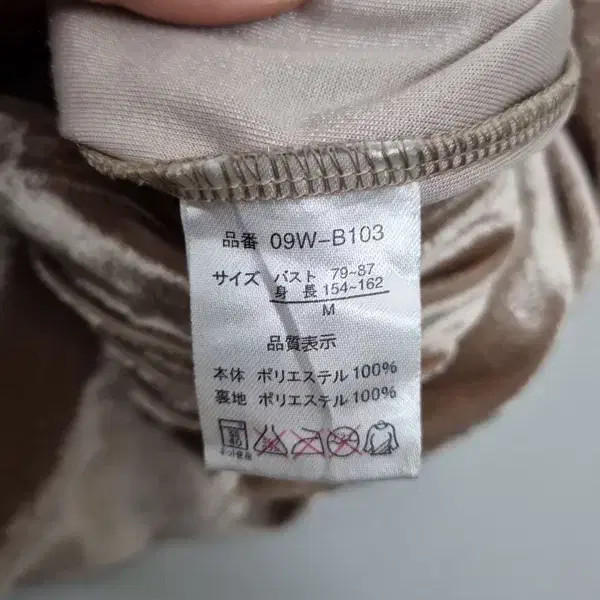 品番 09W-B103
サイズ バスト 79~87
身長 154~162
M
品質表示
本体 ポリエステル 100%
裏地 ポリエステル 100%